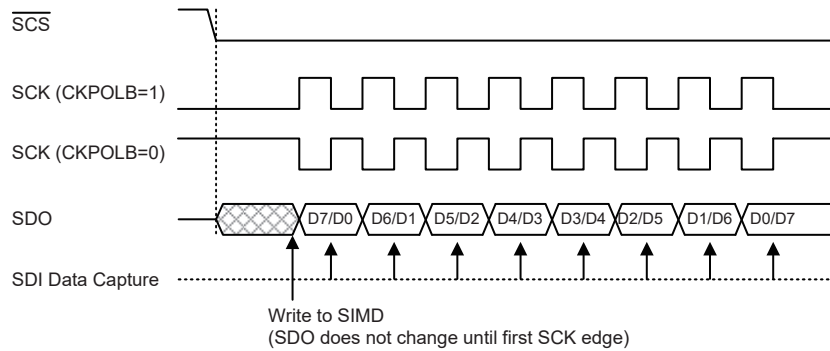 SCS
SCK (CKPOLB=1)
SCK (CKPOLB=0)
SDO D7/D0 D6/D1 D5/D2 D4/D3 D3/D4 D2/D5 D1/D6 D0/D7
SDI Data Capture
Write to SIMD
(SDO does not change until first SCK edge)